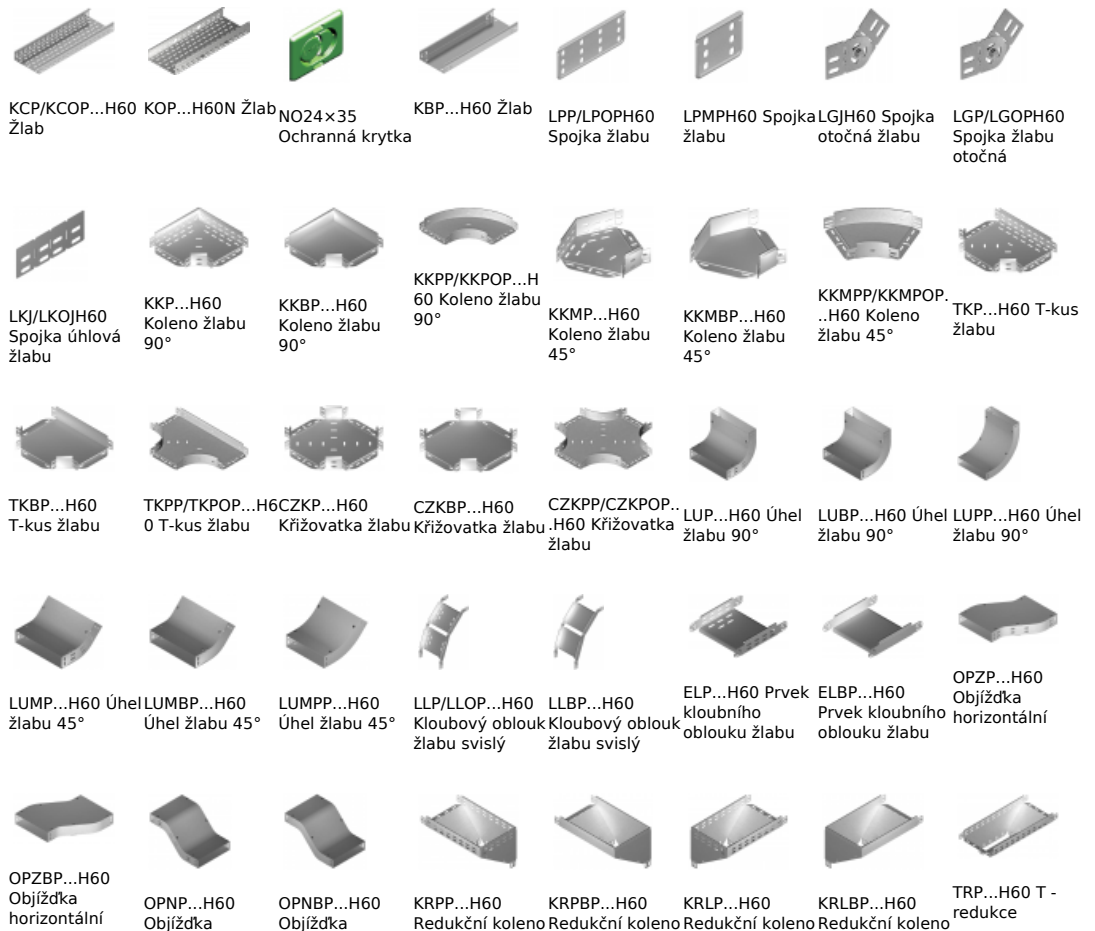 KCP/KCOP...H60
Žlab
KOP...H60N Žlab
NO24×35
Ochranná krytka
KBP...H60 Žlab
LPP/LPOPH60
Spojka žlabu
LPMPH60 Spojka
žlabu
LGJH60 Spojka
otočná žlabu
LGP/LGOPH60
Spojka žlabu
otočná
LKJ/LKOJH60
Spojka úhlová
žlabu
KKP...H60
Koleno žlabu
90°
KKBP...H60
Koleno žlabu
90°
KKPP/KKPOP...H
60 Koleno žlabu
90°
KKMP...H60
Koleno žlabu
45°
KKMBP...H60
Koleno žlabu
45°
KKMPP/KKMPOP.
..H60 Koleno
žlabu 45°
TKP...H60 T-kus
žlabu
TKBP...H60
T-kus žlabu
TKPP/TKPOP...H6
0 T-kus žlabu
CZKP...H60
Křižovatka žlabu
CZKBP...H60
Křižovatka žlabu
CZKPP/CZKPOP..
.H60 Křižovatka
žlabu
LUP...H60 Úhel
žlabu 90°
LUBP...H60 Úhel
žlabu 90°
LUPP...H60 Úhel
žlabu 90°
LUMP...H60 Úhel
žlabu 45°
LUMBP...H60
Úhel žlabu 45°
LUMPP...H60
Úhel žlabu 45°
LLP/LLOP...H60
Kloubový oblouk
žlabu svislý
LLBP...H60
Kloubový oblouk
žlabu svislý
ELP...H60 Prvek
kloubního
oblouku žlabu
ELBP...H60
Prvek kloubního
oblouku žlabu
OPZP...H60
Objížďka
horizontální
OPZBP...H60
Objížďka
horizontální
OPNP...H60
Objížďka
OPNBP...H60
Objížďka
KRPP...H60
Redukční koleno
KRPBP...H60
Redukční koleno
KRLP...H60
Redukční koleno
KRLBP...H60
Redukční koleno
TRP...H60 T -
redukce